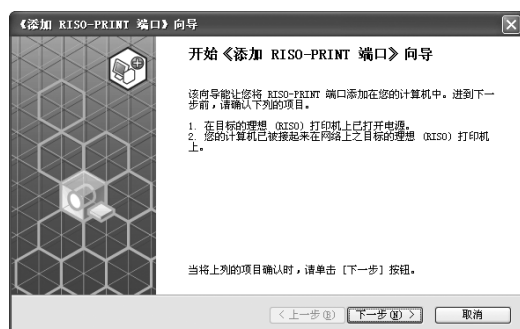 《添加 RISO-PRINT 端口》向导
开始《添加 RISO-PRINT 端口》向导
该向导能让您将 RISO-PRINT 端口添加在您的计算机中。进到下一
步前，请确认下列的项目。
1. 在目标的理想 (RISO) 打印机上已打开电源。
2. 您的计算机已被接起来在网络上之目标的理想 (RISO) 打印机
上。
当将上列的项目确认时，请单击 [下一步] 按钮。
< 上一步(B)
下一步(N) >
取消